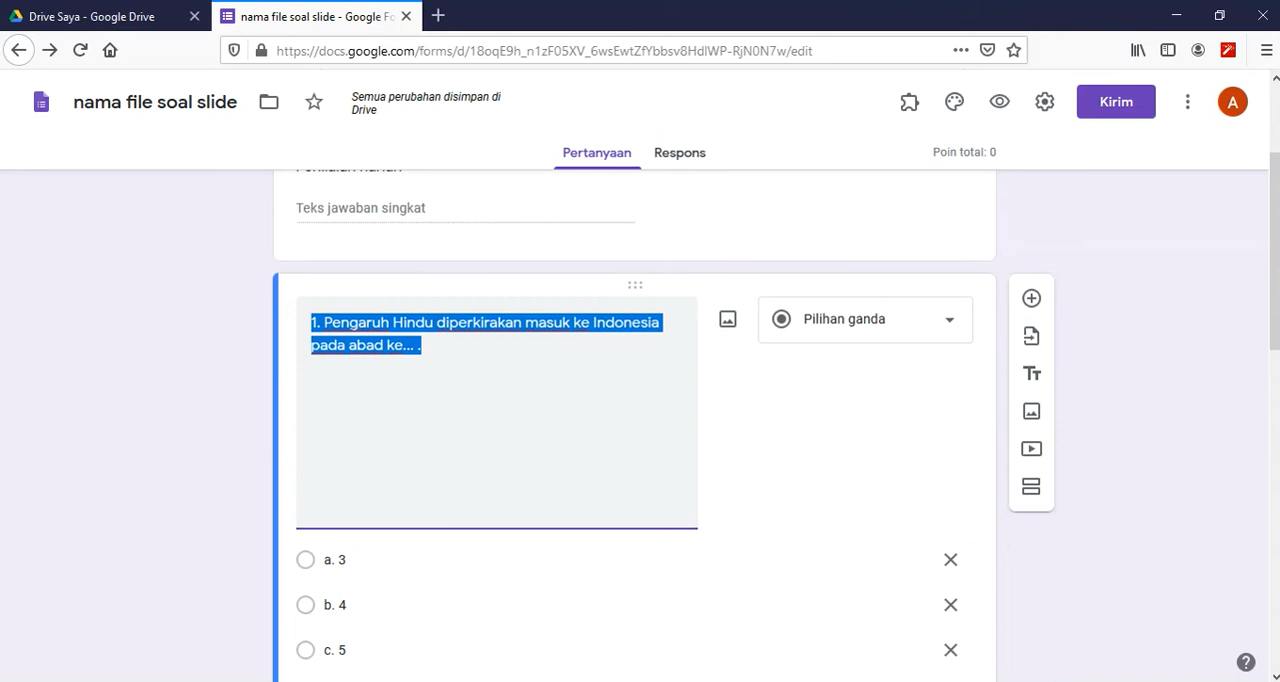 Drive Saya - Google Drive
nama file soal slide - Google Fo
https://docs.google.com/forms/d/18oqE9h_n1zF05XV_6wsEwtZfYbbsv8HdlWP-RjN0N7w/edit
nama file soal slide
Semua perubahan disimpan di
Drive
Kirim
A
Pertanyaan
Respons
Poin total: 0
Teks jawaban singkat
1. Pengaruh Hindu diperkirakan masuk ke Indonesia
pada abad ke... .
Pilihan ganda
a. 3
b. 4
c. 5